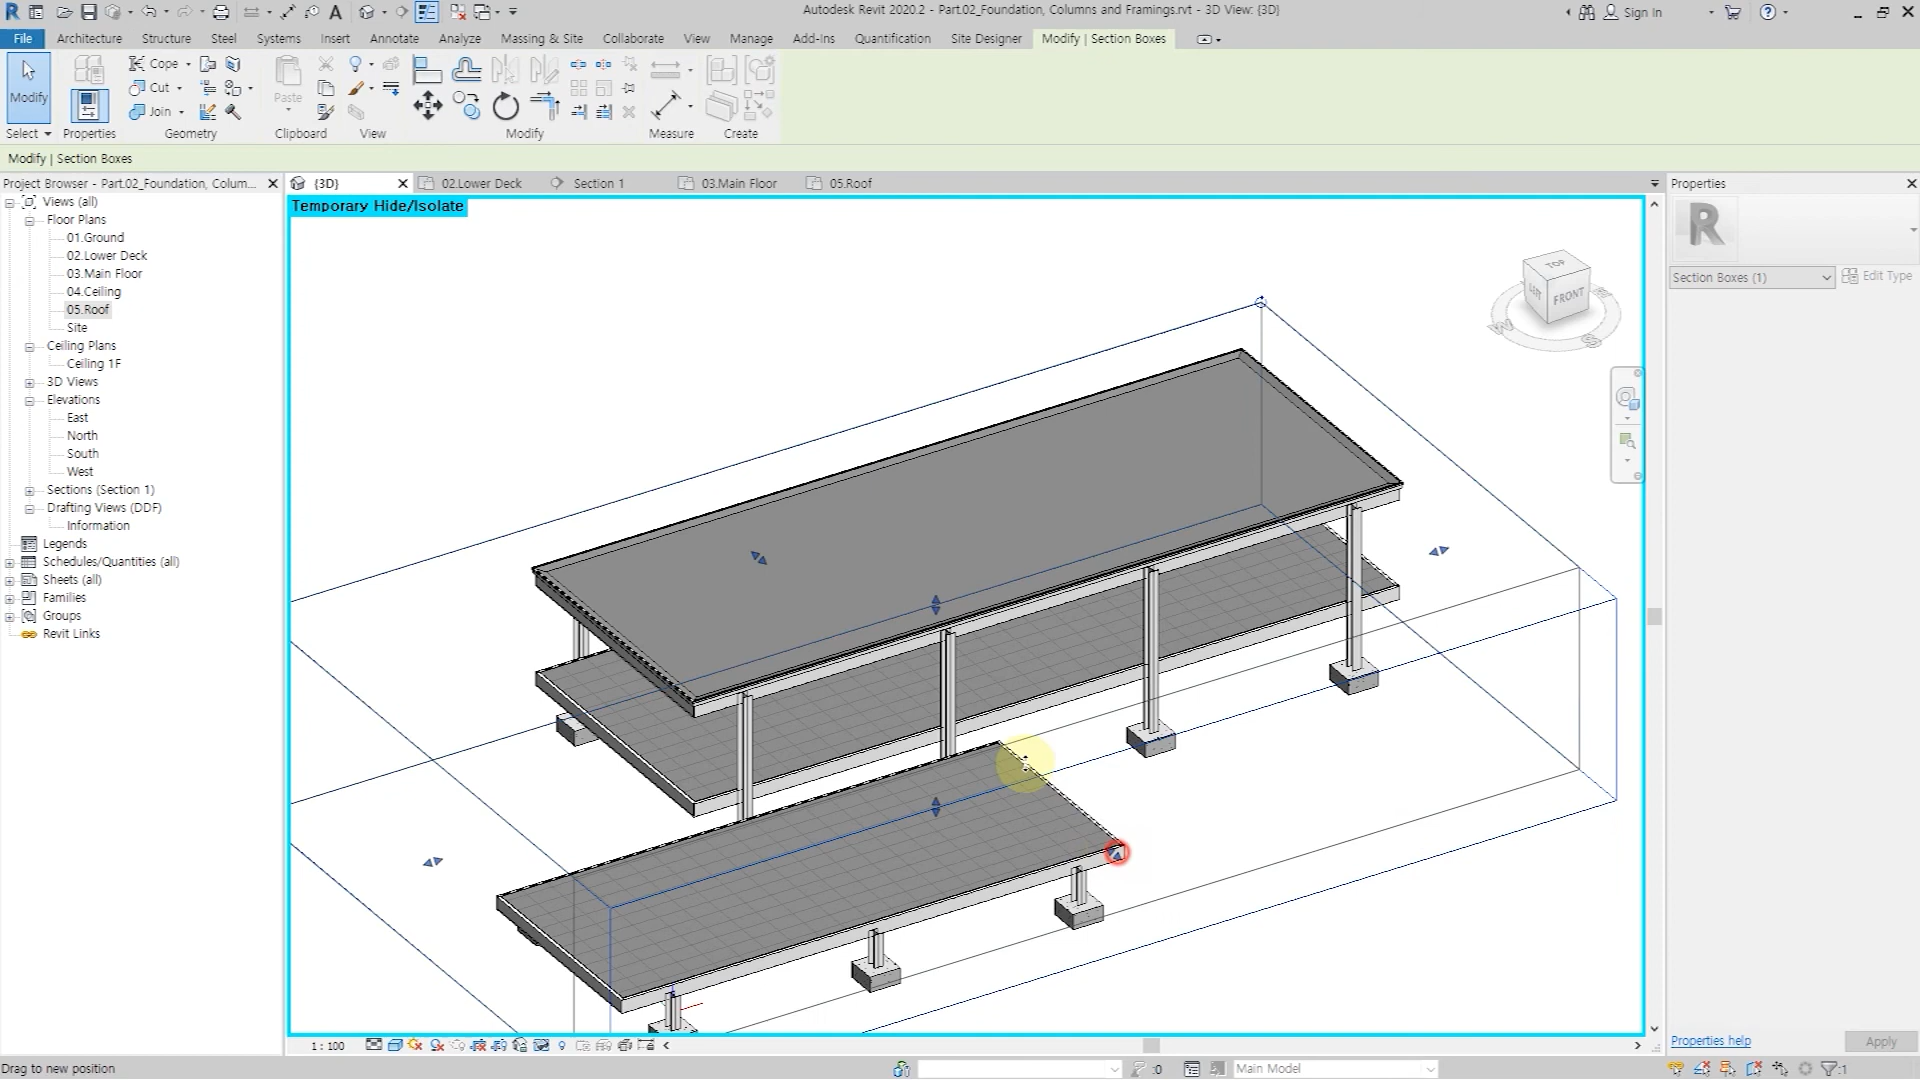 Autodesk Revit 2020.2 - Part.02_Foundation, Columns and Framings.rvt - 3D View: {3D}
Sign In
File Architecture Structure Steel Systems Insert Annotate Analyze Massing & Site Collaborate View Manage Add-Ins Quantification Site Designer Modify | Section Boxes
Modify
Cope
Cut
Join
Paste
Select Properties Geometry Clipboard View Modify Measure Create
Modify | Section Boxes
Project Browser - Part.02_Foundation, Colum...
{3D}
02.Lower Deck
Section 1
03.Main Floor
05.Roof
Properties
Views (all)
Floor Plans
01.Ground
02.Lower Deck
03.Main Floor
04.Ceiling
05.Roof
Site
Ceiling Plans
Ceiling 1F
3D Views
Elevations
East
North
South
West
Sections (Section 1)
Drafting Views (DDF)
Information
Legends
Schedules/Quantities (all)
Sheets (all)
Families
Groups
Revit Links
Temporary Hide/Isolate
TOP
LEFT
FRONT
W
S
R
Section Boxes (1)
Edit Type
Properties help
Apply
1 : 100
Drag to new position
:0
Main Model
:1